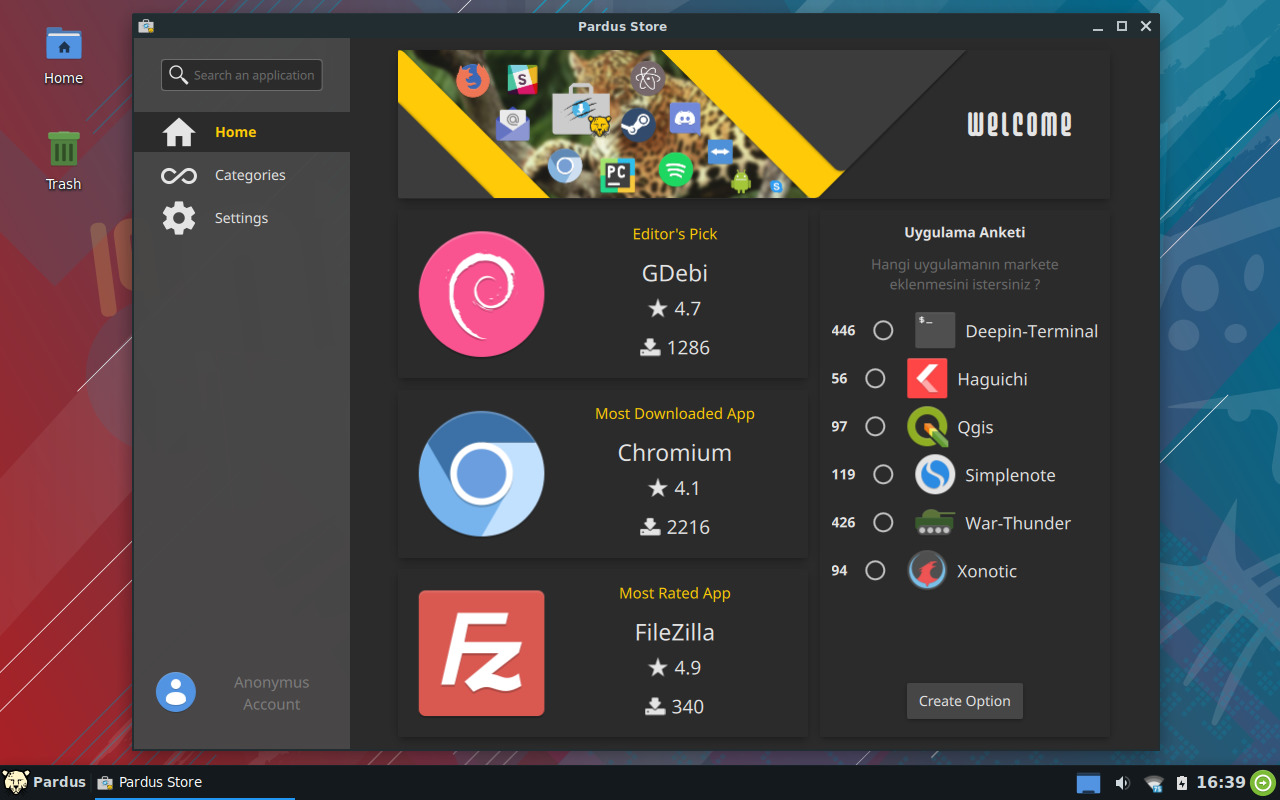 Home
Trash
Pardus Store
Search an application
Home
Categories
Settings
Anonymus
Account
S
PC
WELCOME
S
Editor's Pick
GDebi
4.7
1286
Most Downloaded App
Chromium
4.1
2216
Most Rated App
FileZilla
4.9
340
Fz
Uygulama Anketi
Hangi uygulamanın markete
eklenmesini istersiniz ?
446 $_ Deepin-Terminal
56 Haguichi
97 Qgis
119 Simplenote
426 War-Thunder
94 Xonotic
Create Option
Pardus
Pardus Store
75
16:39